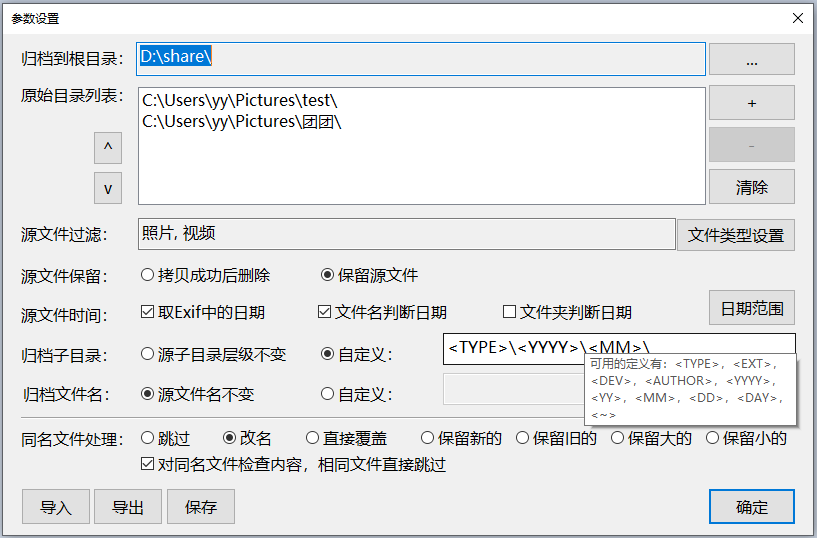 参数设置
归档到根目录： D:\share\ ...
原始目录列表： C:\Users\yy\Pictures\test\ +
C:\Users\yy\Pictures\团团\
^ -
v 清除
源文件过滤： 照片, 视频 文件类型设置
源文件保留： 拷贝成功后删除 保留源文件
源文件时间： 取Exif中的日期 文件名判断日期 文件夹判断日期 日期范围
归档子目录： 源子目录层级不变 自定义： <TYPE>\<YYYY>\<MM>\
可用的定义有：<TYPE>，<EXT>，
<DEV>，<AUTHOR>，<YYYY>，
<YY>，<MM>，<DD>，<DAY>，
<~>
归档文件名： 源文件名不变 自定义：
同名文件处理： 跳过 改名 直接覆盖 保留新的 保留旧的 保留大的 保留小的
对同名文件检查内容，相同文件直接跳过
导入 导出 保存 确定